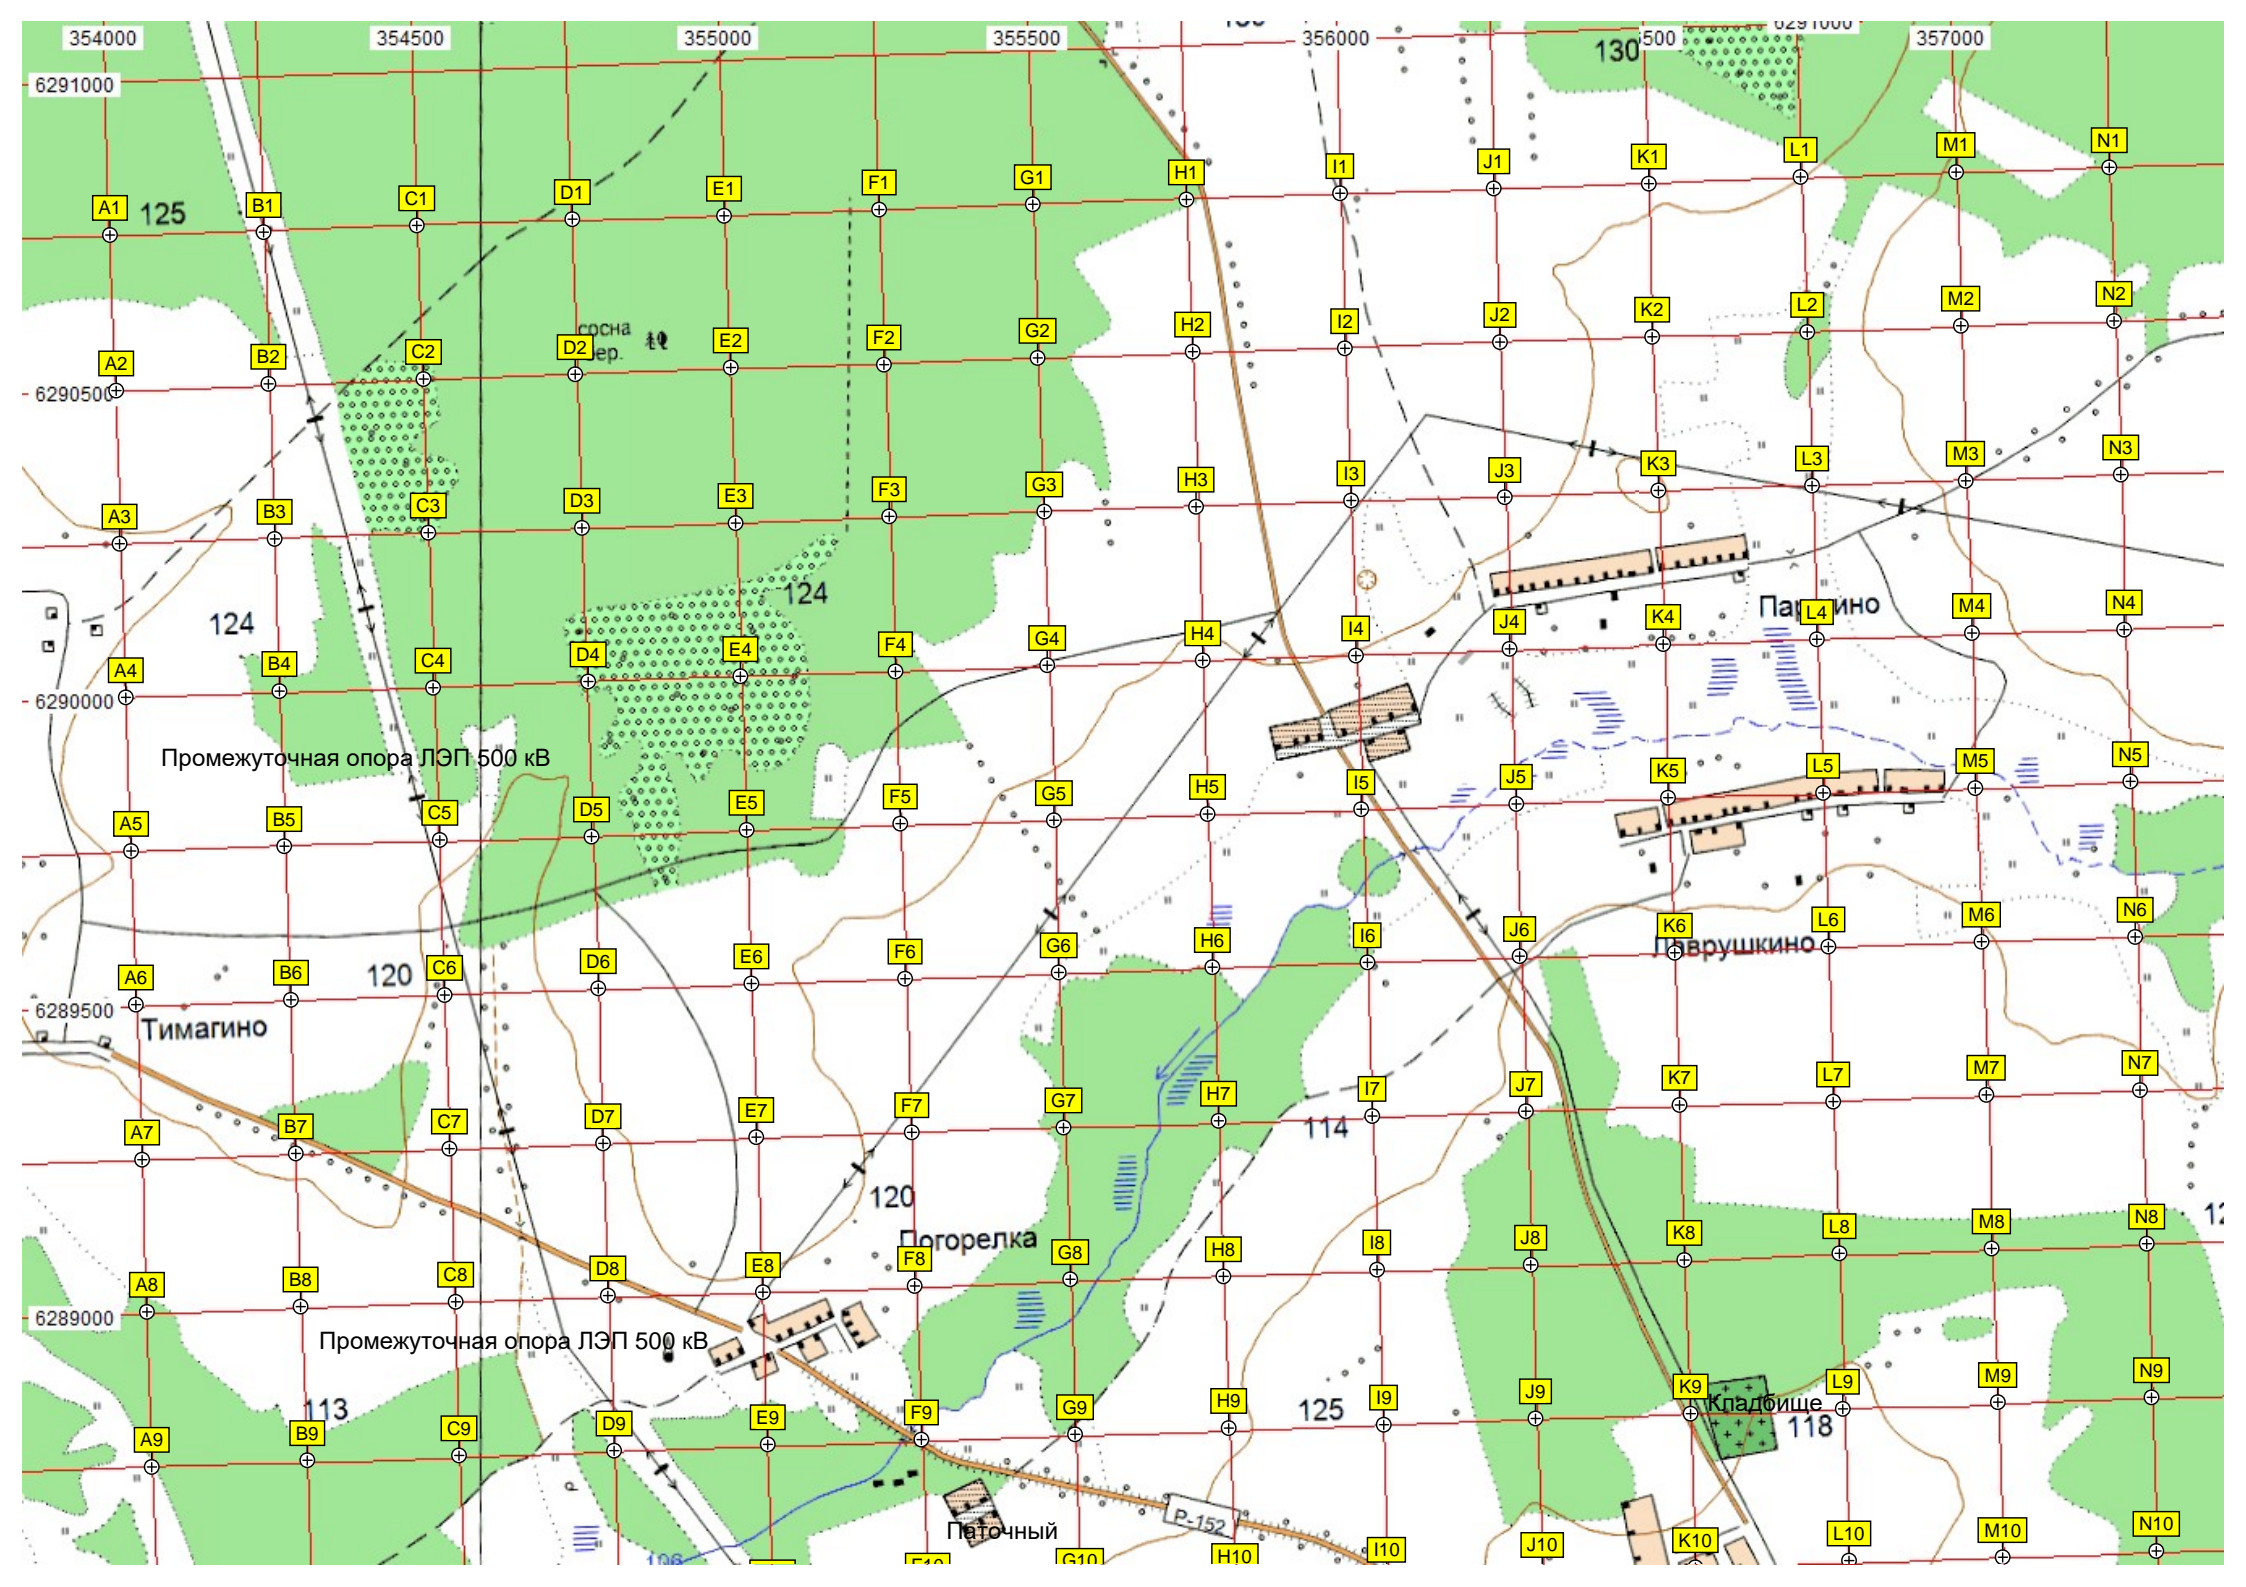 354000 354500 355000 355500 356000 357000
6291000
130
6291000
A1 B1 C1 D1 E1 F1 G1 H1 I1 J1 K1 L1 M1 N1
125
A2 B2 C2 D2 E2 F2 G2 H2 I2 J2 K2 L2 M2 N2
сосна
6290500
A3 B3 C3 D3 E3 F3 G3 H3 I3 J3 K3 L3 M3 N3
124
124
A4 B4 C4 D4 E4 F4 G4 H4 I4 J4 K4 L4 M4 N4
6290000
Промежуточная опора ЛЭП 500 кВ
A5 B5 C5 D5 E5 F5 G5 H5 I5 J5 K5 L5 M5 N5
Лаврушкино
A6 B6 C6 D6 E6 F6 G6 H6 I6 J6 K6 L6 M6 N6
120
6289500
Тимагино
A7 B7 C7 D7 E7 F7 G7 H7 I7 J7 K7 L7 M7 N7
114
120
Погорелка
A8 B8 C8 D8 E8 F8 G8 H8 I8 J8 K8 L8 M8 N8
6289000
Промежуточная опора ЛЭП 500 кВ
A9 B9 C9 D9 E9 F9 G9 H9 I9 J9 K9 L9 M9 N9
113
125
Кладбище
118
P-152
Паточный
106
F10 G10 H10 I10 J10 K10 L10 M10 N10